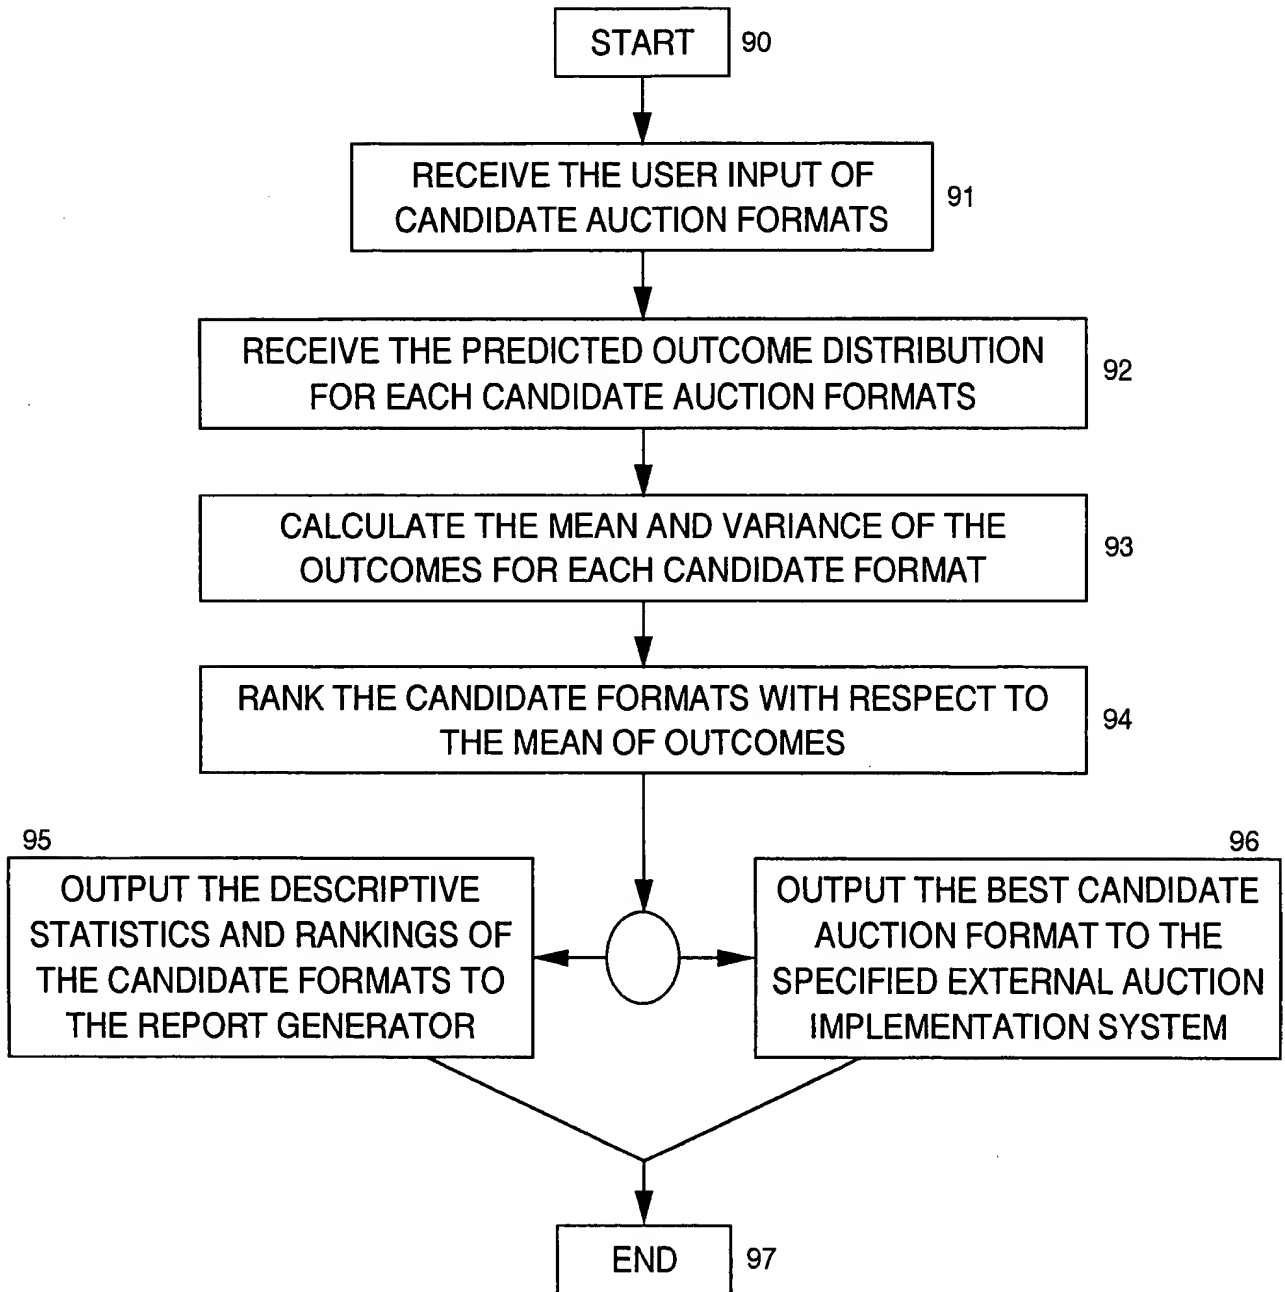 START
90
RECEIVE THE USER INPUT OF
CANDIDATE AUCTION FORMATS
91
RECEIVE THE PREDICTED OUTCOME DISTRIBUTION
FOR EACH CANDIDATE AUCTION FORMATS
92
CALCULATE THE MEAN AND VARIANCE OF THE
OUTCOMES FOR EACH CANDIDATE FORMAT
93
RANK THE CANDIDATE FORMATS WITH RESPECT TO
THE MEAN OF OUTCOMES
94
95
OUTPUT THE DESCRIPTIVE
STATISTICS AND RANKINGS OF
THE CANDIDATE FORMATS TO
THE REPORT GENERATOR
96
OUTPUT THE BEST CANDIDATE
AUCTION FORMAT TO THE
SPECIFIED EXTERNAL AUCTION
IMPLEMENTATION SYSTEM
END
97